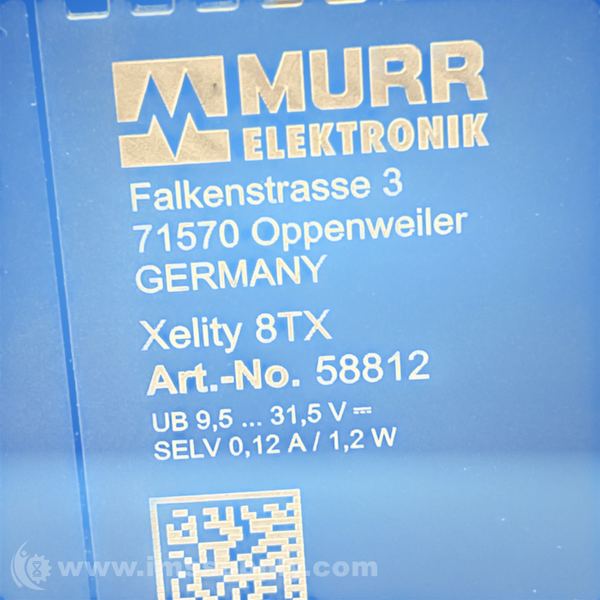 MURR
ELEKTRONIK
Falkenstrasse 3
71570 Oppenweiler
GERMANY
Xelity 8TX
Art.-No. 58812
UB 9,5 ... 31,5 V ⎓
SELV 0,12 A / 1,2 W